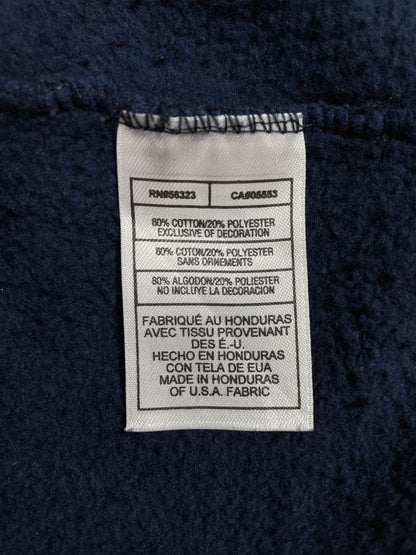 RN#56323 CA#05553
80% COTTON/20% POLYESTER
EXCLUSIVE OF DECORATION
80% COTON/20% POLYESTER
SANS ORNEMENTS
80% ALGODON/20% POLIESTER
NO INCLUYE LA DECORACION
FABRIQUÉ AU HONDURAS
AVEC TISSU PROVENANT
DES É.-U.
HECHO EN HONDURAS
CON TELA DE EUA
MADE IN HONDURAS
OF U.S.A. FABRIC